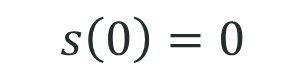 s(0) = 0